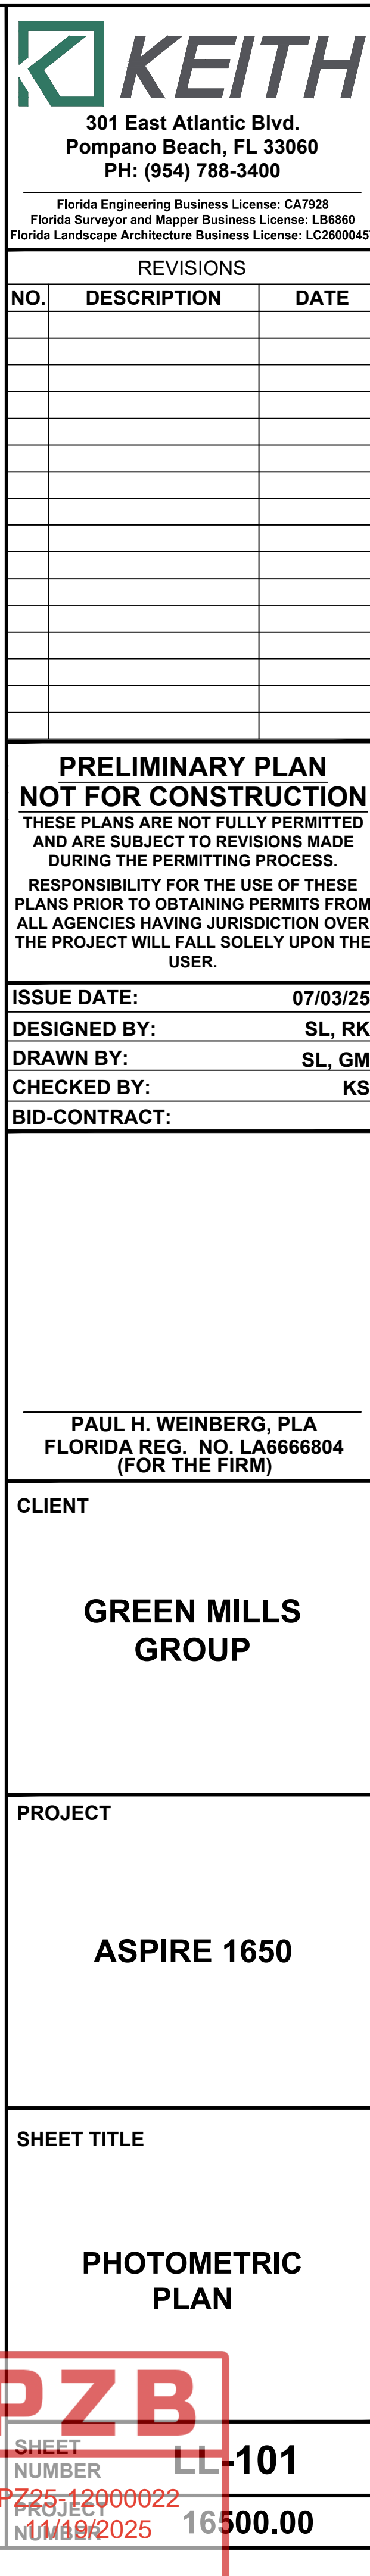 KEITH
301 East Atlantic Blvd.
Pompano Beach, FL 33060
PH: (954) 788-3400
Florida Engineering Business License: CA7928
Florida Surveyor and Mapper Business License: LB6860
Florida Landscape Architecture Business License: LC2600045
REVISIONS
NO. DESCRIPTION DATE
PRELIMINARY PLAN
NOT FOR CONSTRUCTION
THESE PLANS ARE NOT FULLY PERMITTED
AND ARE SUBJECT TO REVISIONS MADE
DURING THE PERMITTING PROCESS.
RESPONSIBILITY FOR THE USE OF THESE
PLANS PRIOR TO OBTAINING PERMITS FROM
ALL AGENCIES HAVING JURISDICTION OVER
THE PROJECT WILL FALL SOLELY UPON THE
USER.
ISSUE DATE: 07/03/25
DESIGNED BY: SL, RK
DRAWN BY: SL, GM
CHECKED BY: KS
BID-CONTRACT:
PAUL H. WEINBERG, PLA
FLORIDA REG. NO. LA6666804
(FOR THE FIRM)
CLIENT
GREEN MILLS
GROUP
PROJECT
ASPIRE 1650
SHEET TITLE
PHOTOMETRIC
PLAN
PZB
SHEET
NUMBER LL-101
PZ25-12000022
PROJECT
NUMBER 16500.00
11/19/2025